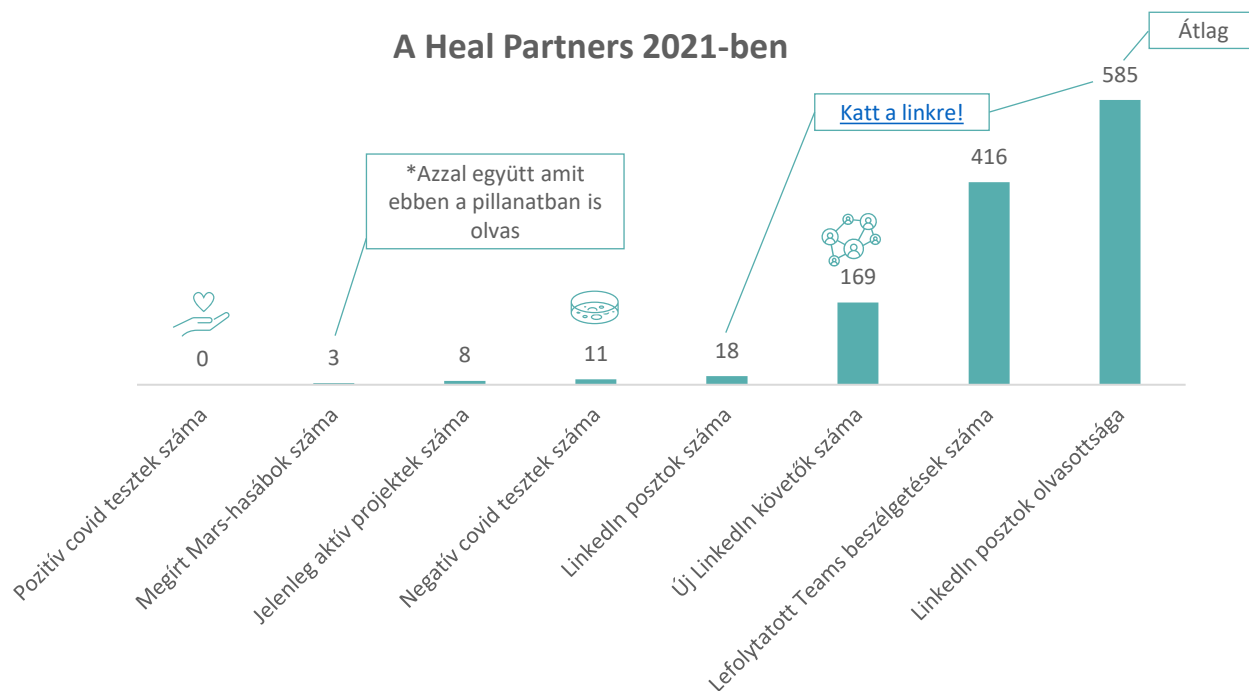 A Heal Partners 2021-ben
Átlag
585
Katt a linkre!
416
*Azzal együtt amit
ebben a pillanatban is
olvas
169
0
3
8
11
18
Pozitív covid tesztek száma
Megírt Mars-hasábok száma
Jelenleg aktív projektek száma
Negatív covid tesztek száma
LinkedIn posztok száma
Új LinkedIn követők száma
Lefolytatott Teams beszélgetések száma
LinkedIn posztok olvasottsága